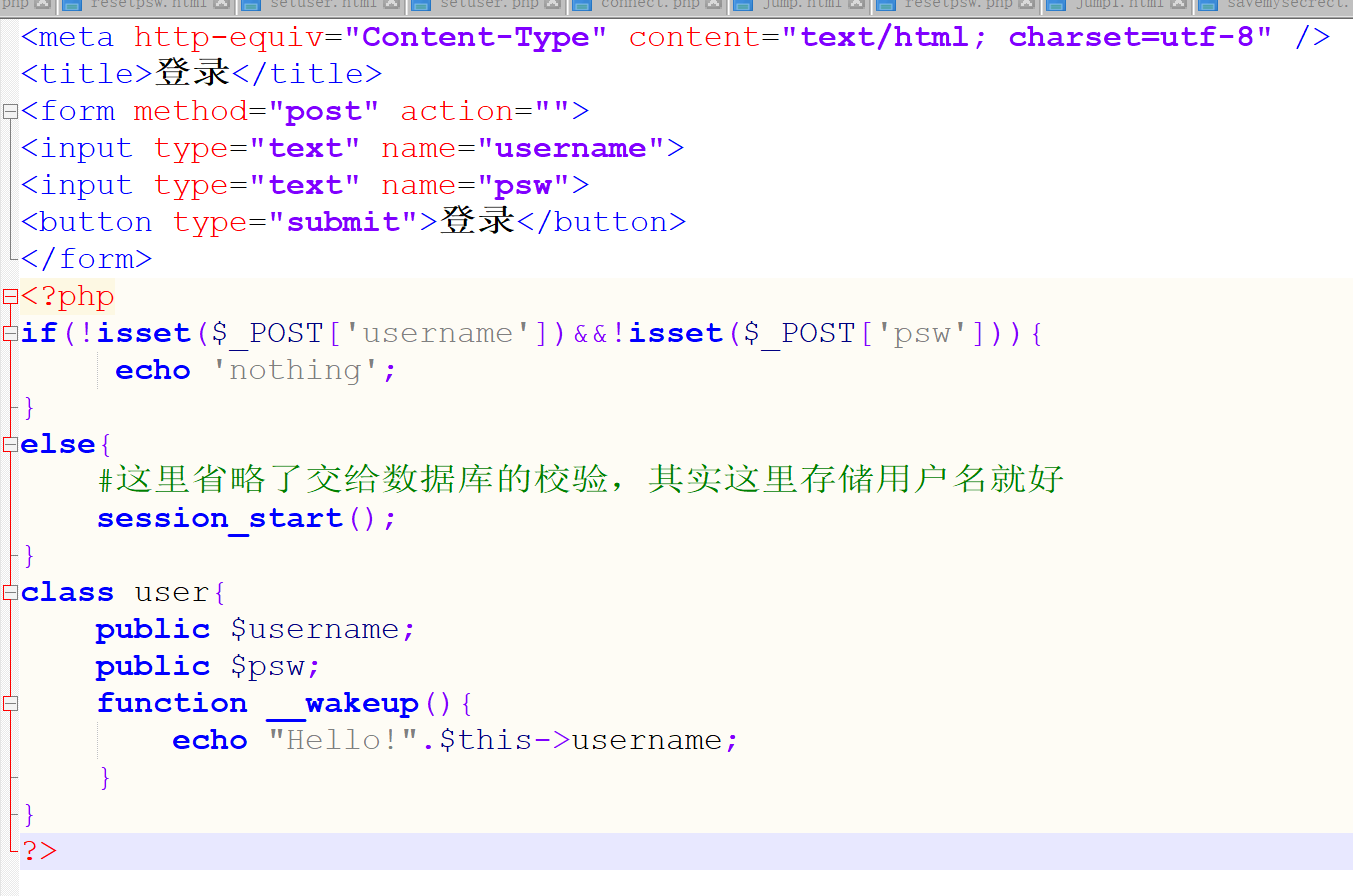 php resetpsw.html setuser.html setuser.php connect.php jump.html resetpsw.php jump1.html savemysecrect.
<meta http-equiv="Content-Type" content="text/html; charset=utf-8" />
<title>登录</title>
<form method="post" action="">
<input type="text" name="username">
<input type="text" name="psw">
<button type="submit">登录</button>
</form>
<?php
if(!isset($_POST['username'])&&!isset($_POST['psw'])){
     echo 'nothing';
}
else{
    #这里省略了交给数据库的校验，其实这里存储用户名就好
    session_start();
}
class user{
    public $username;
    public $psw;
    function __wakeup(){
        echo "Hello!".$this->username;
    }
}
?>